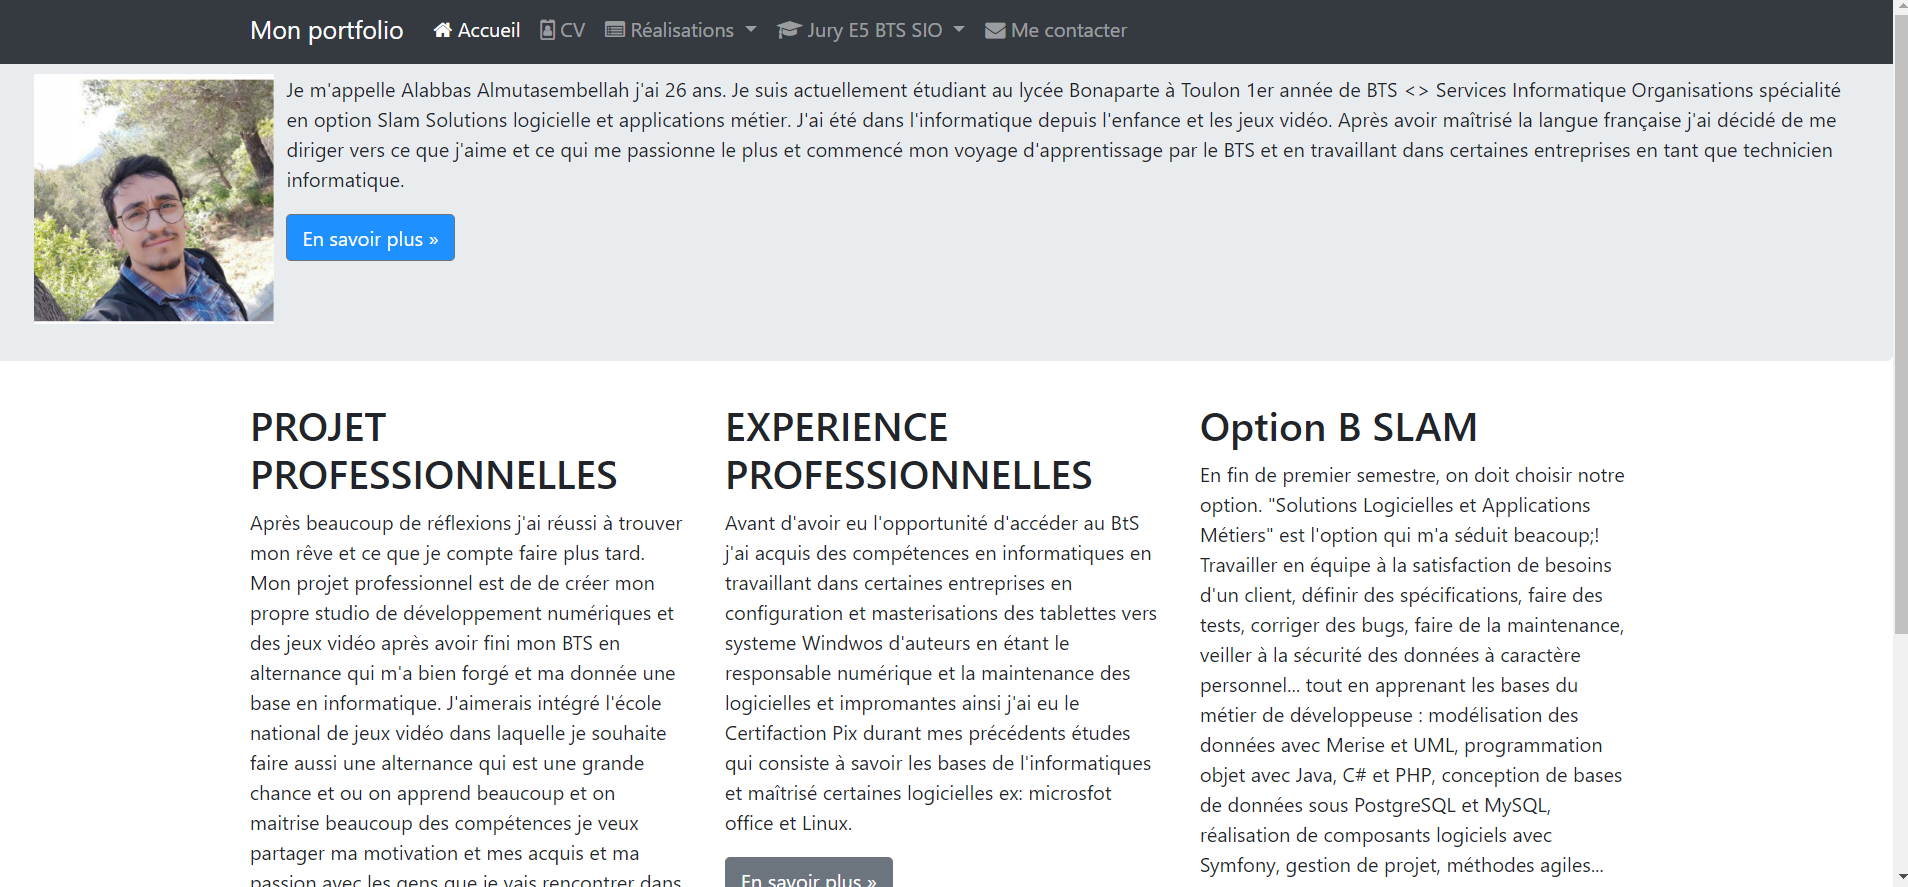 Mon portfolio Accueil CV Réalisations Jury E5 BTS SIO Me contacter
Je m'appelle Alabbas Almutasembellah j'ai 26 ans. Je suis actuellement étudiant au lycée Bonaparte à Toulon 1er année de BTS <> Services Informatique Organisations spécialité
en option Slam Solutions logicielle et applications métier. J'ai été dans l'informatique depuis l'enfance et les jeux vidéo. Après avoir maîtrisé la langue française j'ai décidé de me
diriger vers ce que j'aime et ce qui me passionne le plus et commencé mon voyage d'apprentissage par le BTS et en travaillant dans certaines entreprises en tant que technicien
informatique.
En savoir plus »
PROJET
PROFESSIONNELLES
Après beaucoup de réflexions j'ai réussi à trouver
mon rêve et ce que je compte faire plus tard.
Mon projet professionnel est de de créer mon
propre studio de développement numériques et
des jeux vidéo après avoir fini mon BTS en
alternance qui m'a bien forgé et ma donnée une
base en informatique. J'aimerais intégré l'école
national de jeux vidéo dans laquelle je souhaite
faire aussi une alternance qui est une grande
chance et ou on apprend beaucoup et on
maitrise beaucoup des compétences je veux
partager ma motivation et mes acquis et ma
passion avec les gens que je vais rencontrer dans
EXPERIENCE
PROFESSIONNELLES
Avant d'avoir eu l'opportunité d'accéder au BtS
j'ai acquis des compétences en informatiques en
travaillant dans certaines entreprises en
configuration et masterisations des tablettes vers
systeme Windwos d'auteurs en étant le
responsable numérique et la maintenance des
logicielles et impromantes ainsi j'ai eu le
Certifaction Pix durant mes précédents études
qui consiste à savoir les bases de l'informatiques
et maîtrisé certaines logicielles ex: microsfot
office et Linux.
En savoir plus »
Option B SLAM
En fin de premier semestre, on doit choisir notre
option. "Solutions Logicielles et Applications
Métiers" est l'option qui m'a séduit beacoup;!
Travailler en équipe à la satisfaction de besoins
d'un client, définir des spécifications, faire des
tests, corriger des bugs, faire de la maintenance,
veiller à la sécurité des données à caractère
personnel... tout en apprenant les bases du
métier de développeuse : modélisation des
données avec Merise et UML, programmation
objet avec Java, C# et PHP, conception de bases
de données sous PostgreSQL et MySQL,
réalisation de composants logiciels avec
Symfony, gestion de projet, méthodes agiles...